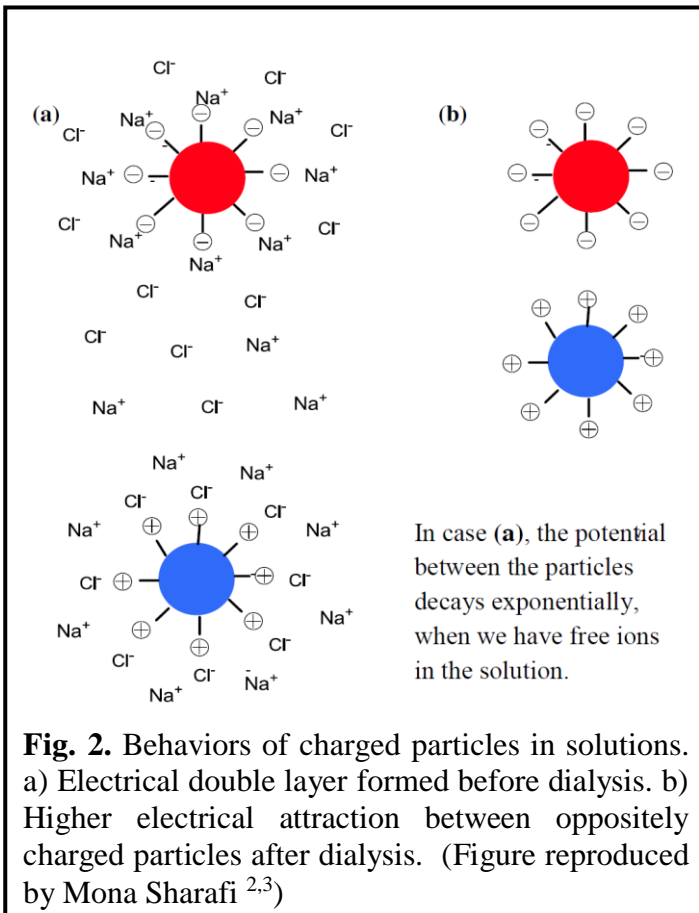 Cl⁻
Cl⁻
(a)
Na⁺
(b)
Na⁺
Na⁺
Cl⁻
Cl⁻
Na⁺
Na⁺
Cl⁻
Cl⁻
Na⁺
Na⁺
Na⁺
Cl⁻
Cl⁻
Cl⁻
Cl⁻
Na⁺
Na⁺
Cl⁻
Na⁺
Na⁺
Na⁺
Cl⁻
Cl⁻
Cl⁻
Na⁺
Na⁺
Cl⁻
Cl⁻
Na⁺
Na⁺
Cl⁻
Cl⁻
Cl⁻
Na⁺
Na⁺
In case (a), the potential
between the particles
decays exponentially,
when we have free ions
in the solution.
Fig. 2. Behaviors of charged particles in solutions.
a) Electrical double layer formed before dialysis. b)
Higher electrical attraction between oppositely
charged particles after dialysis. (Figure reproduced
by Mona Sharafi ²,³)